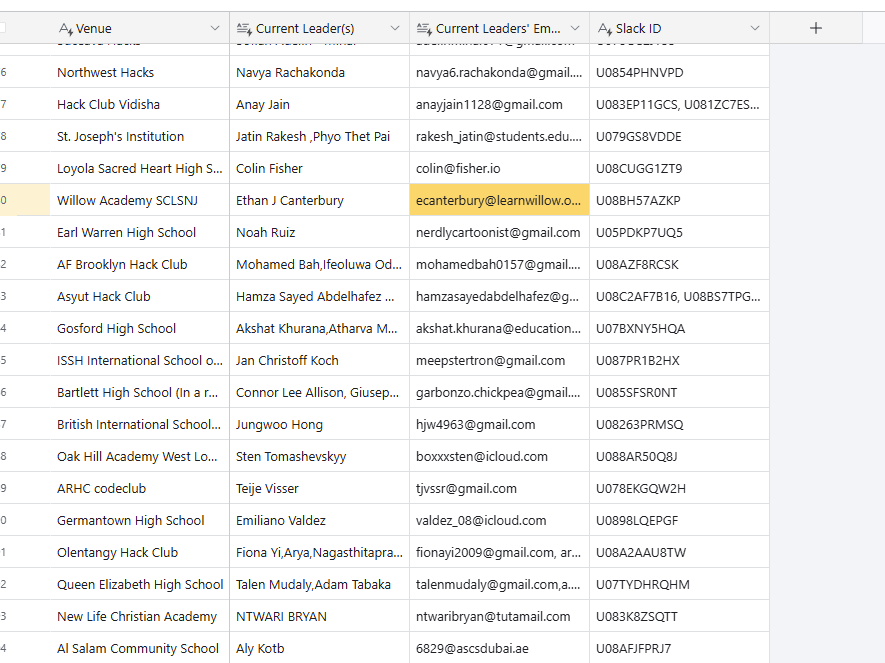 Venue Current Leader(s) Current Leaders' Em... Slack ID
6 Northwest Hacks Navya Rachakonda navya6.rachakonda@gmail.... U0854PHNVPD
7 Hack Club Vidisha Anay Jain anayjain1128@gmail.com U083EP11GCS, U081ZC7ES...
8 St. Joseph's Institution Jatin Rakesh ,Phyo Thet Pai rakesh_jatin@students.edu.... U079GS8VDDE
9 Loyola Sacred Heart High S... Colin Fisher colin@fisher.io U08CUGG1ZT9
0 Willow Academy SCLSNJ Ethan J Canterbury ecanterbury@learnwillow.o... U08BH57AZKP
1 Earl Warren High School Noah Ruiz nerdlycartoonist@gmail.com U05PDKP7UQ5
2 AF Brooklyn Hack Club Mohamed Bah,Ifeoluwa Od... mohamedbah0157@gmail.... U08AZF8RCSK
3 Asyut Hack Club Hamza Sayed Abdelhafez ... hamzasayedabdelhafez@g... U08C2AF7B16, U08BS7TPG...
4 Gosford High School Akshat Khurana,Atharva M... akshat.khurana@education... U07BXNY5HQA
5 ISSH International School o... Jan Christoff Koch meepstertron@gmail.com U087PR1B2HX
6 Bartlett High School (In a r... Connor Lee Allison, Giusep... garbonzo.chickpea@gmail.... U085SFSR0NT
7 British International School... Jungwoo Hong hjw4963@gmail.com U08263PRMSQ
8 Oak Hill Academy West Lo... Sten Tomashevskyy boxxxsten@icloud.com U088AR50Q8J
9 ARHC codeclub Teije Visser tjvssr@gmail.com U078EKGQW2H
0 Germantown High School Emiliano Valdez valdez_08@icloud.com U0898LQEPGF
1 Olentangy Hack Club Fiona Yi,Arya,Nagasthitapra... fionayi2009@gmail.com, ar... U08A2AAU8TW
2 Queen Elizabeth High School Talen Mudaly,Adam Tabaka talenmudaly@gmail.com,a.... U07TYDHRQHM
3 New Life Christian Academy NTWARI BRYAN ntwaribryan@tutamail.com U083K8ZSQTT
4 Al Salam Community School Aly Kotb 6829@ascsdubai.ae U08AFJFPRJ7